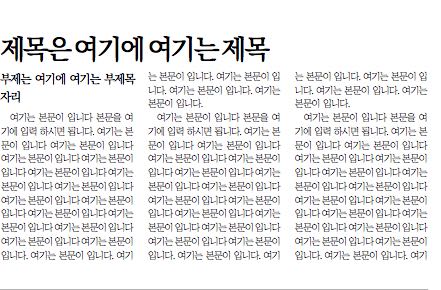 제목은 여기에 여기는 제목
부제는 여기에 여기는 부제목
자리
여기는 본문이 입니다 본문을 여
기에 입력 하시면 됩니다. 여기는 본
문이 입니다 여기는 본문이 입니다
여기는 본문이 입니다 여기는 본문이
입니다 여기는 본문이 입니다 여기는
본문이 입니다 여기는 본문이 입니다
여기는 본문이 입니다 여기는 본문이
입니다 여기는 본문이 입니다 여기는
본문이 입니다 여기는 본문이 입니다
여기는 본문이 입니다. 여기는 본문이
입니다. 여기는 본문이 입니다. 여기
는 본문이 입니다. 여기는 본문이 입
니다. 여기는 본문이 입니다. 여기는
본문이 입니다.
여기는 본문이 입니다 본문을 여
기에 입력 하시면 됩니다. 여기는 본
문이 입니다 여기는 본문이 입니다
여기는 본문이 입니다 여기는 본문이
입니다 여기는 본문이 입니다 여기는
본문이 입니다 여기는 본문이 입니다
여기는 본문이 입니다 여기는 본문이
입니다 여기는 본문이 입니다 여기는
본문이 입니다 여기는 본문이 입니다
여기는 본문이 입니다. 여기는 본문이
입니다. 여기는 본문이 입니다. 여기
는 본문이 입니다. 여기는 본문이 입
니다. 여기는 본문이 입니다. 여기는
본문이 입니다.
여기는 본문이 입니다 본문을 여
기에 입력 하시면 됩니다. 여기는 본
문이 입니다 여기는 본문이 입니다
여기는 본문이 입니다 여기는 본문이
입니다 여기는 본문이 입니다 여기는
본문이 입니다 여기는 본문이 입니다
여기는 본문이 입니다 여기는 본문이
입니다 여기는 본문이 입니다 여기는
본문이 입니다 여기는 본문이 입니다
여기는 본문이 입니다. 여기는 본문이
입니다. 여기는 본문이 입니다. 여기